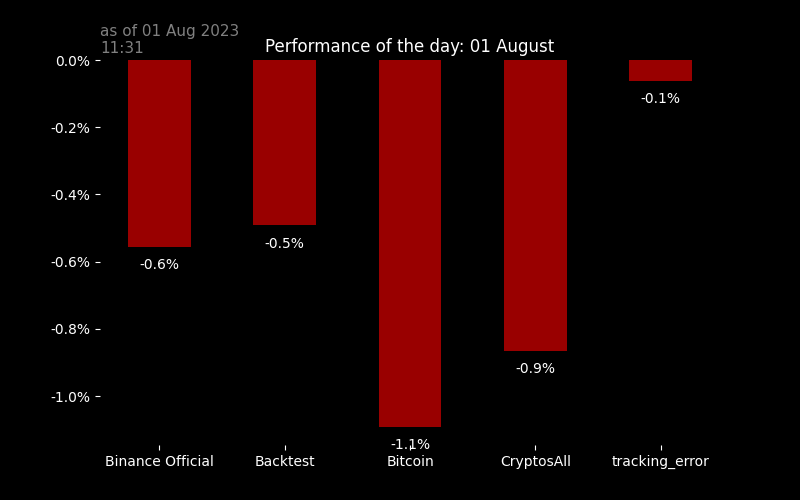 as of 01 Aug 2023
11:31
Performance of the day: 01 August
0.0%
-0.2%
-0.4%
-0.6%
-0.8%
-1.0%
-0.6%
-0.5%
-1.1%
-0.9%
-0.1%
Binance Official
Backtest
Bitcoin
CryptosAll
tracking_error